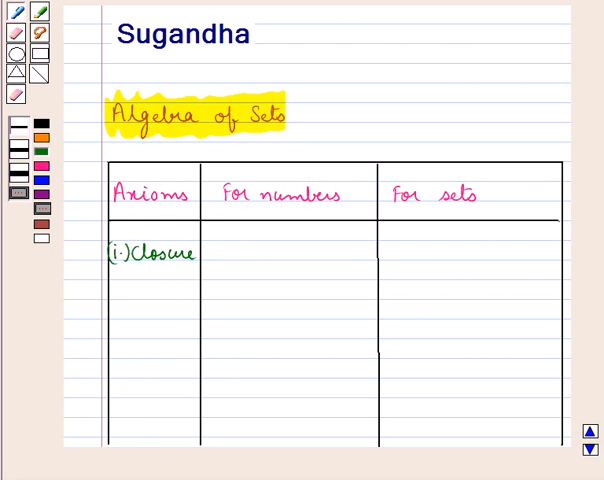 Sugandha
Algebra of Sets
Axioms For numbers For sets
(i.) Closure